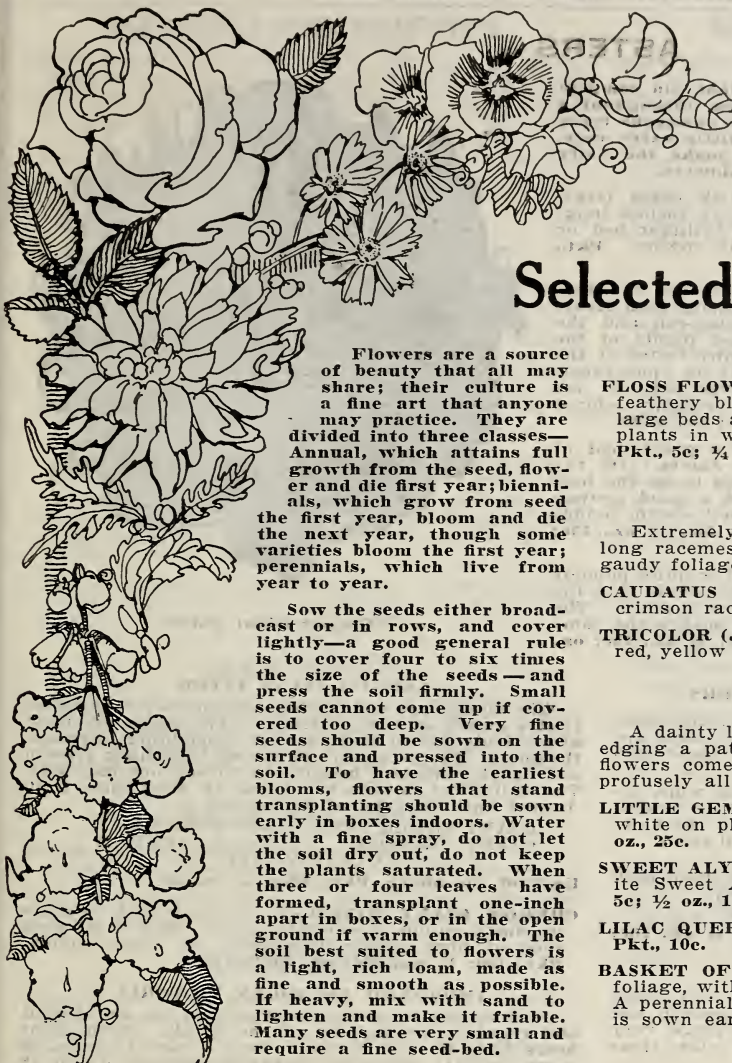 Selected
Flowers are a source
of beauty that all may
share; their culture is
a fine art that anyone
may practice. They are
divided into three classes—
Annual, which attains full
growth from the seed, flow-
er and die first year; bienni-
als, which grow from seed
the first year, bloom and die
the next year, though some
varieties bloom the first year;
perennials, which live from
year to year.
Sow the seeds either broad-
cast or in rows, and cover
lightly—a good general rule
is to cover four to six times
the size of the seeds—and
press the soil firmly. Small
seeds cannot come up if cov-
ered too deep. Very fine
seeds should be sown on the
surface and pressed into the
soil. To have the earliest
blooms, flowers that stand
transplanting should be sown
early in boxes indoors. Water
with a fine spray, do not let
the soil dry out, do not keep
the plants saturated. When
three or four leaves have
formed, transplant one-inch
apart in boxes, or in the open
ground if warm enough. The
soil best suited to flowers is
a light, rich loam, made as
fine and smooth as possible.
If heavy, mix with sand to
lighten and make it friable.
Many seeds are very small and
require a fine seed-bed.
FLOSS FLOW
feathery bl
large beds a
plants in w
Pkt., 5c; ¼
Extremely
long racemes
gaudy foliag
CAUDATUS
crimson rac
TRICOLOR (J
red, yellow
A dainty l
edging a pat
flowers come
profusely all
LITTLE GEM
white on pl
oz., 25c.
SWEET ALY
ite Sweet A
5c; ½ oz., 1
LILAC QUEE
Pkt., 10c.
BASKET OF
foliage, wit
A perennial
is sown ear